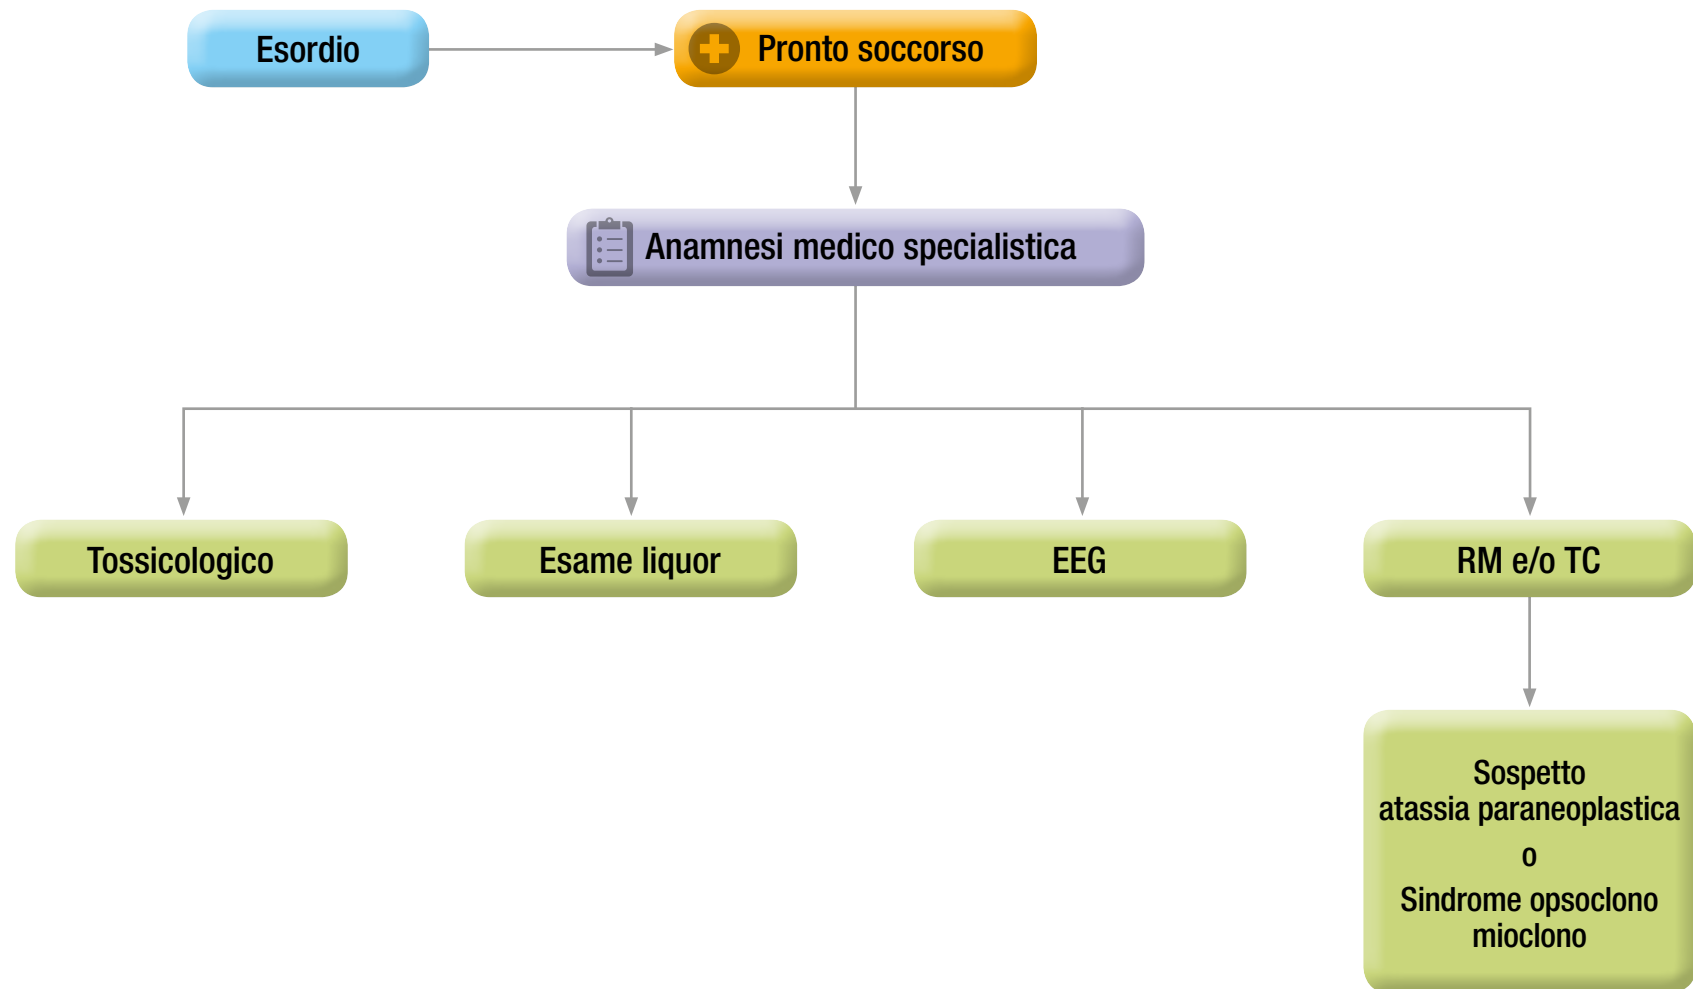 Esordio
Pronto soccorso
Anamnesi medico specialistica
Tossicologico
Esame liquor
EEG
RM e/o TC
Sospetto
atassia paraneoplastica
o
Sindrome opsoclono
mioclono